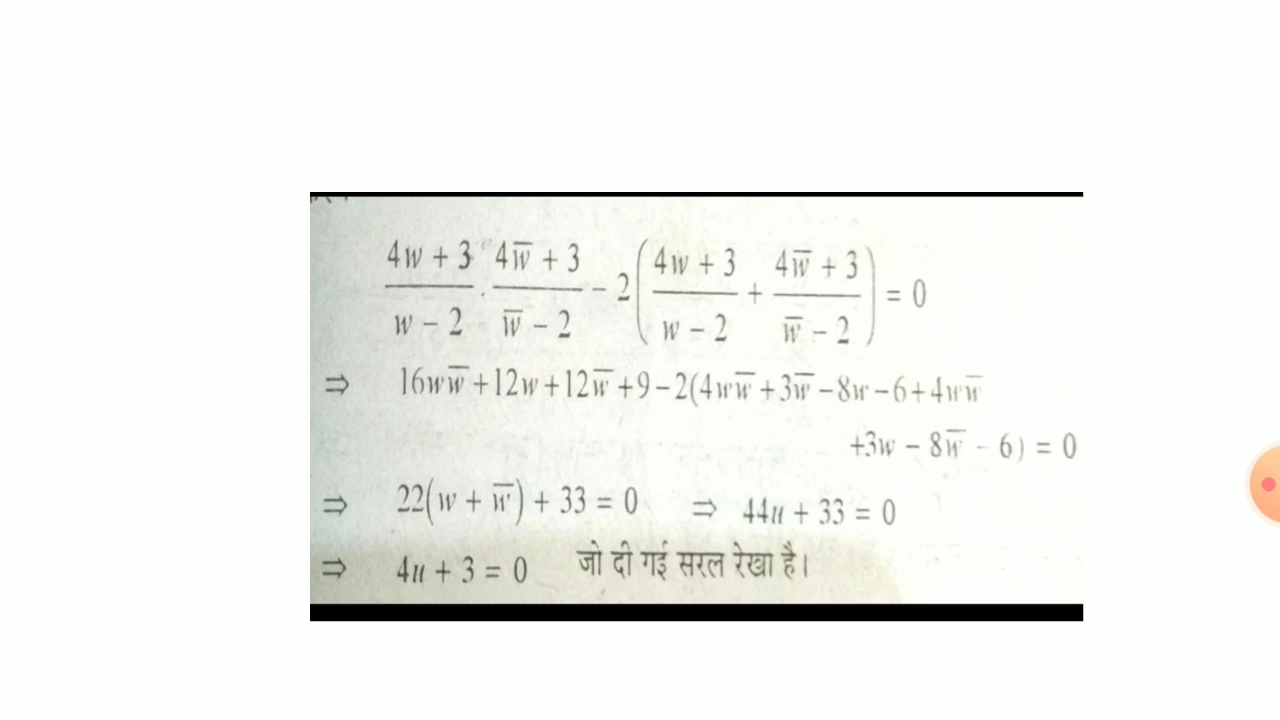 4w + 3 / w − 2 · 4w̅ + 3 / w̅ − 2 − 2(4w + 3 / w − 2 + 4w̅ + 3 / w̅ − 2) = 0
⇒ 16ww̅ + 12w + 12w̅ + 9 − 2(4ww̅ + 3w̅ − 8w − 6 + 4ww̅
+3w − 8w̅ − 6) = 0
⇒ 22(w + w̅) + 33 = 0 ⇒ 44u + 33 = 0
⇒ 4u + 3 = 0 जो दी गई सरल रेखा है।